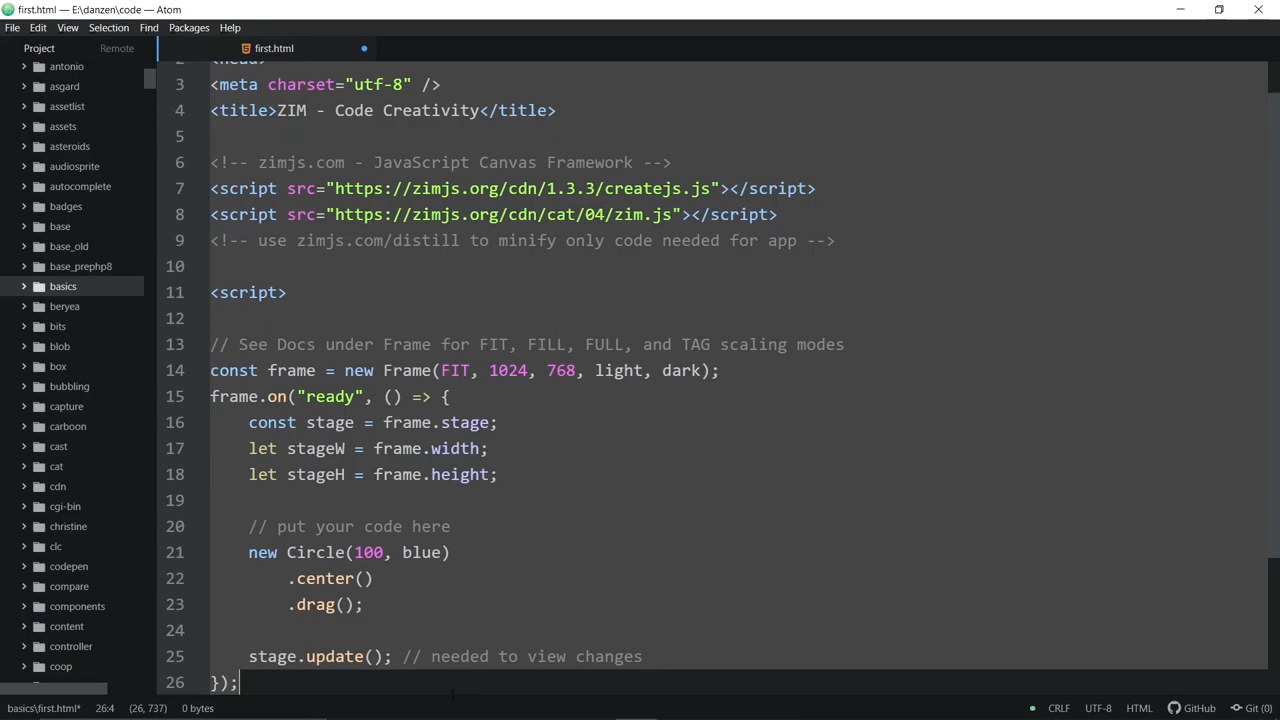 first.html — E:\danzen\code — Atom
File Edit View Selection Find Packages Help
Project Remote
first.html
antonio
asgard
assetlist
assets
asteroids
audiosprite
autocomplete
badges
base
base_old
base_prephp8
basics
beryea
bits
blob
box
bubbling
capture
carboon
cast
cat
cdn
cgi-bin
christine
clc
codepen
compare
components
content
controller
coop
2 <head>
3 <meta charset="utf-8" />
4 <title>ZIM - Code Creativity</title>
5
6 <!-- zimjs.com - JavaScript Canvas Framework -->
7 <script src="https://zimjs.org/cdn/1.3.3/createjs.js"></script>
8 <script src="https://zimjs.org/cdn/cat/04/zim.js"></script>
9 <!-- use zimjs.com/distill to minify only code needed for app -->
10
11 <script>
12
13 // See Docs under Frame for FIT, FILL, FULL, and TAG scaling modes
14 const frame = new Frame(FIT, 1024, 768, light, dark);
15 frame.on("ready", () => {
16 const stage = frame.stage;
17 let stageW = frame.width;
18 let stageH = frame.height;
19
20 // put your code here
21 new Circle(100, blue)
22 .center()
23 .drag();
24
25 stage.update(); // needed to view changes
26 });
basics\first.html* 26:4 (26, 737) 0 bytes CRLF UTF-8 HTML GitHub Git (0)